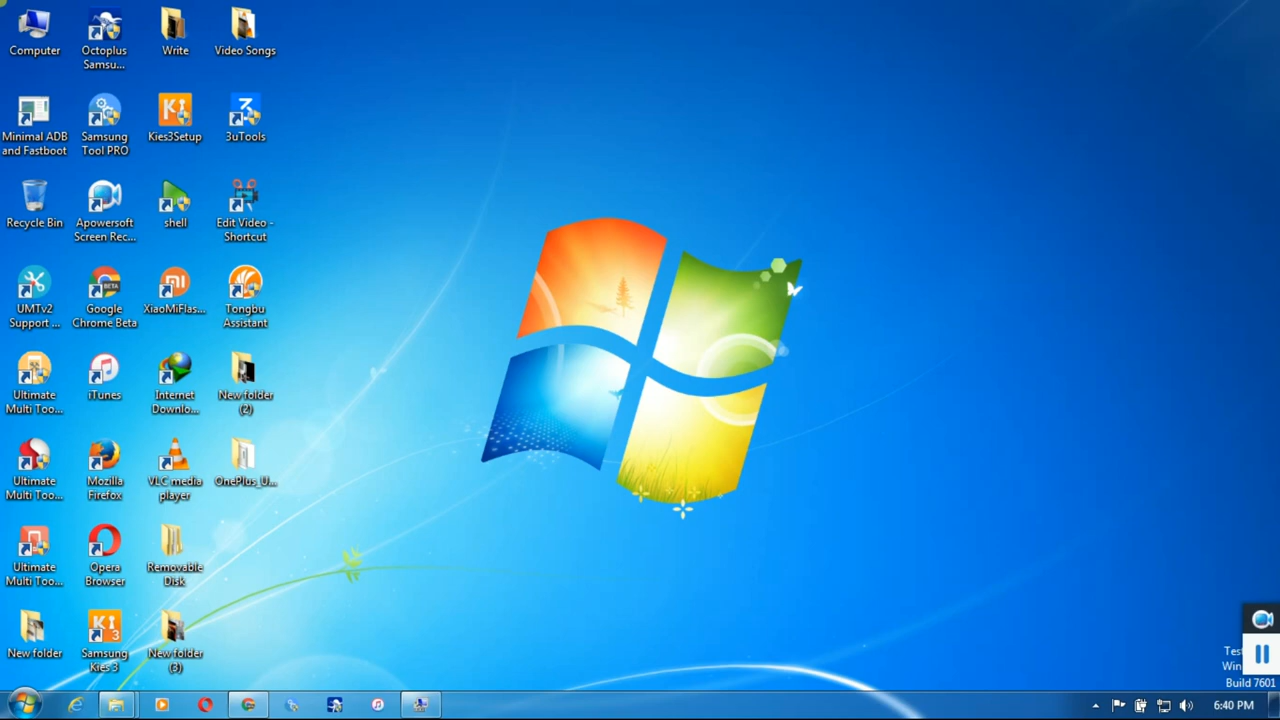 Computer
Octoplus
Samsu...
Write
Video Songs
Minimal ADB
and Fastboot
Samsung
Tool PRO
Kies3Setup
3uTools
Recycle Bin
Apowersoft
Screen Rec...
shell
Edit Video -
Shortcut
UMTv2
Support ...
Google
Chrome Beta
XiaoMiFlas...
Tongbu
Assistant
Ultimate
Multi Too...
iTunes
Internet
Downlo...
New folder
(2)
Ultimate
Multi Too...
Mozilla
Firefox
VLC media
player
OnePlus_U...
Ultimate
Multi Too...
Opera
Browser
Removable
Disk
New folder
Samsung
Kies 3
New folder
(3)
Tes
Win
Build 7601
6:40 PM